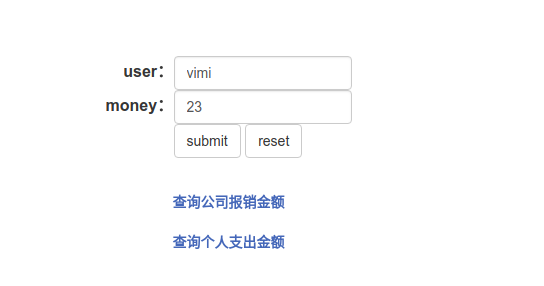 user： vimi
money： 23
submit reset
查询公司报销金额
查询个人支出金额